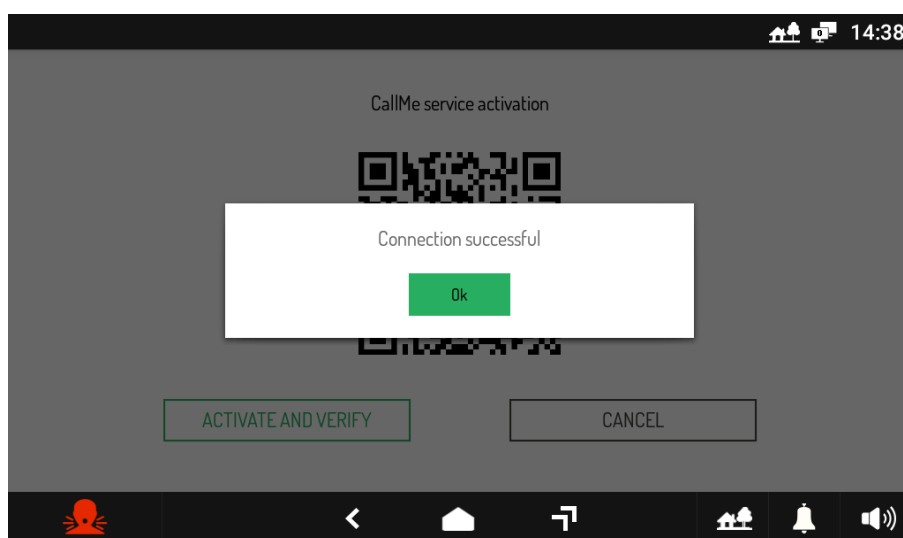 14:38
CallMe service activation
Connection successful
Ok
ACTIVATE AND VERIFY
CANCEL